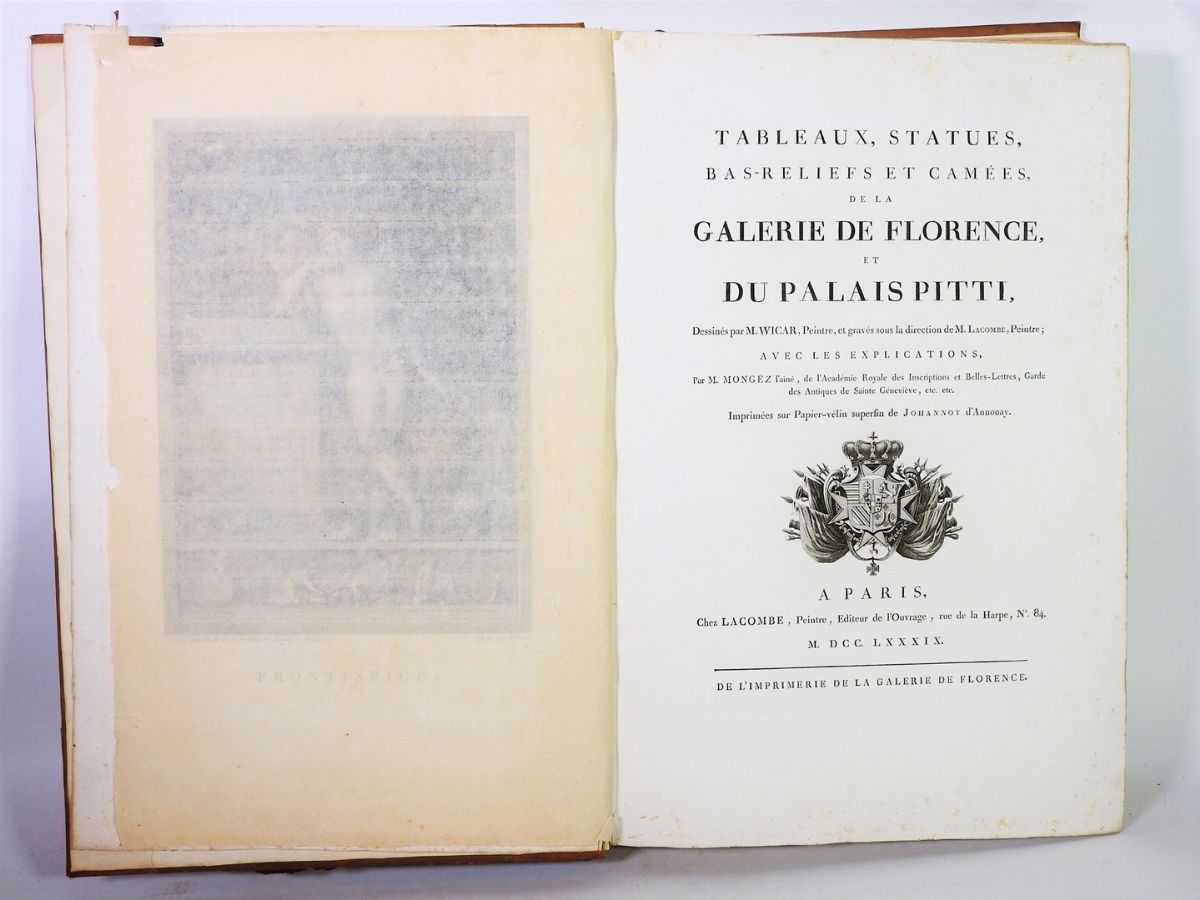 FRONTISPICE.
TABLEAUX, STATUES,
BAS-RELIEFS ET CAMÉES,
DE LA
GALERIE DE FLORENCE,
ET
DU PALAIS PITTI,
Dessinés par M. WICAR, Peintre, et gravés sous la direction de M. LACOMBE, Peintre;
AVEC LES EXPLICATIONS,
Par M. MONGEZ l'aîné, de l'Académie Royale des Inscriptions et Belles-Lettres, Garde
des Antiques de Sainte Géneviève, etc. etc.
Imprimées sur Papier-vélin superfin de JOHANNOT d'Annonay.
A PARIS,
Chez LACOMBE, Peintre, Editeur de l'Ouvrage, rue de la Harpe, N°. 84.
M. DCC. LXXXIX.
DE L'IMPRIMERIE DE LA GALERIE DE FLORENCE.